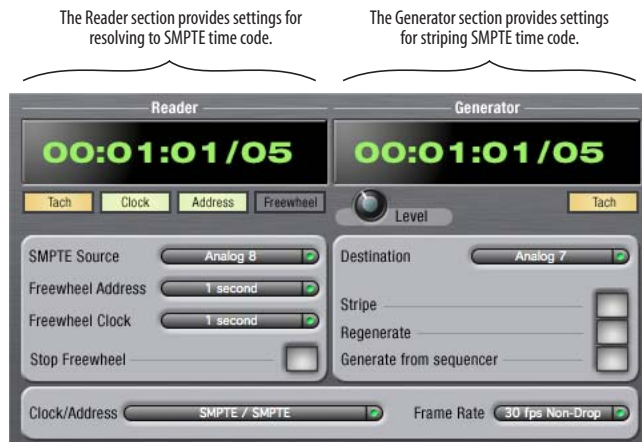 The Reader section provides settings for
resolving to SMPTE time code.
The Generator section provides settings
for striping SMPTE time code.
Reader
00:01:01/05
Tach
Clock
Address
Freewheel
SMPTE Source
Analog 8
Freewheel Address
1 second
Freewheel Clock
1 second
Stop Freewheel
Generator
00:01:01/05
Level
Tach
Destination
Analog 7
Stripe
Regenerate
Generate from sequencer
Clock/Address
SMPTE / SMPTE
Frame Rate
30 fps Non-Drop